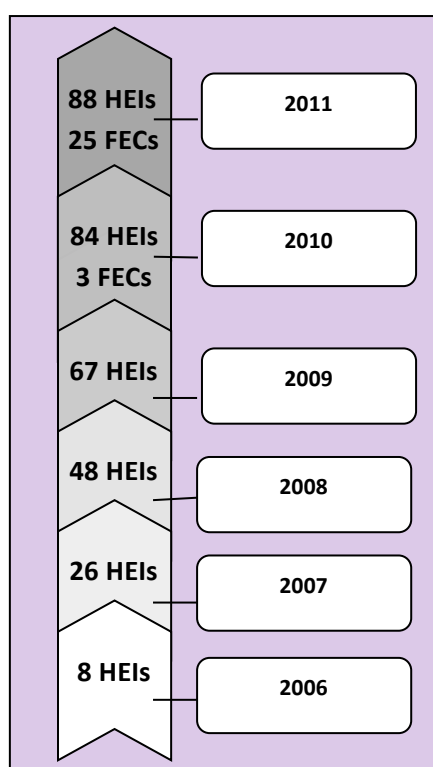 88 HEIs
25 FECs
2011
84 HEIs
3 FECs
2010
67 HEIs
2009
48 HEIs
2008
26 HEIs
2007
8 HEIs
2006